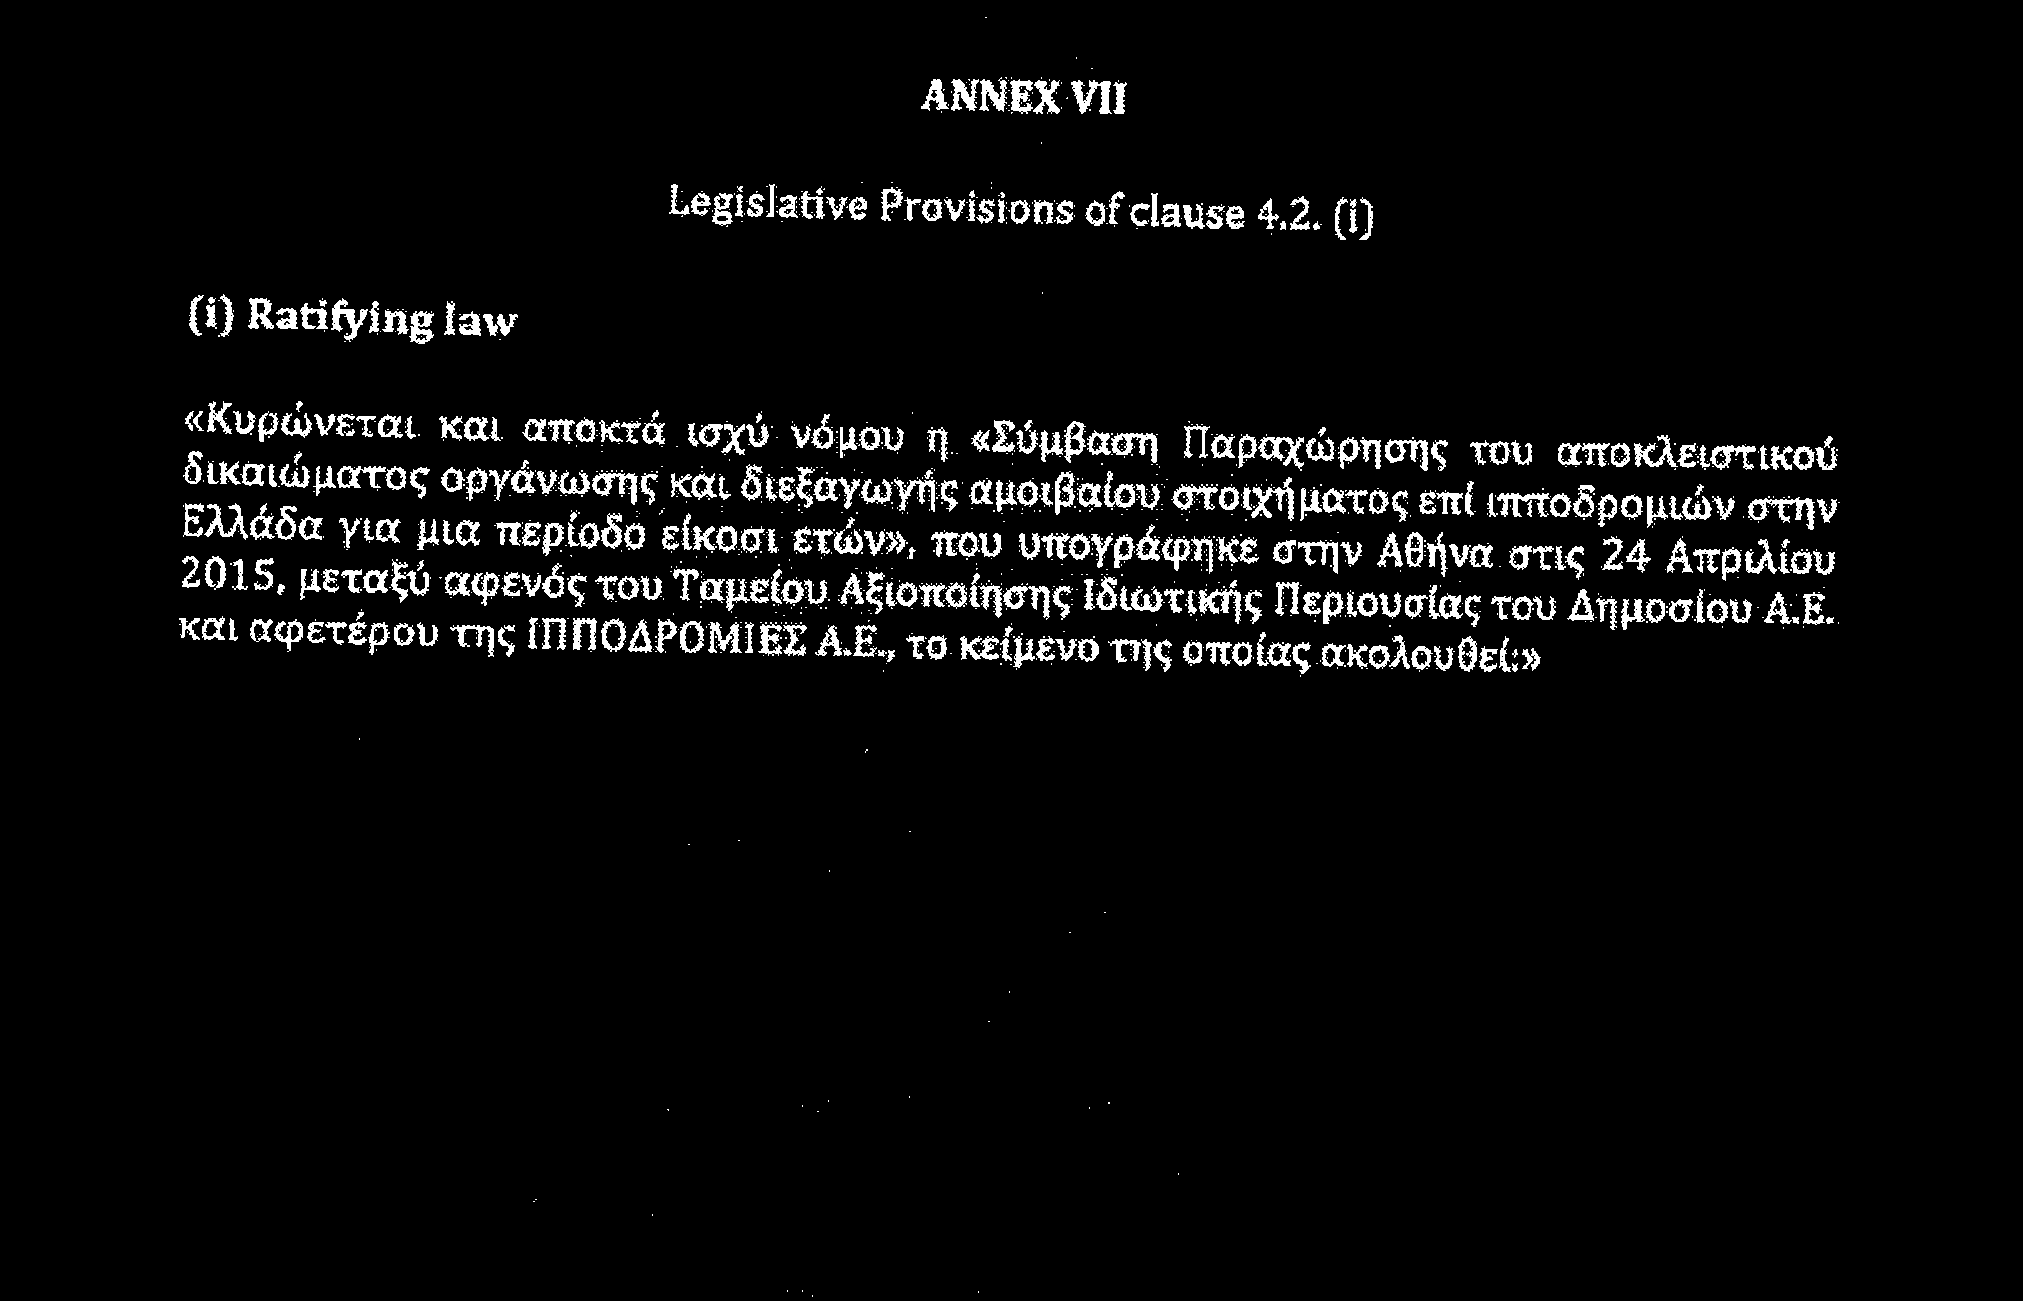 ANNEX VII
Legislative Provisions of clause 4.2. (i)
(i) Ratifying law
«Κυρώνεται και αποκτά ισχύ νόμου η «Σύμβαση Παραχώρησης του αποκλειστικού
δικαιώματος οργάνωσης και διεξαγωγής αμοιβαίου στοιχήματος επί ιπποδρομιών στην
Ελλάδα για μια περίοδο είκοσι ετών», που υπογράφηκε στην Αθήνα στις 24 Απριλίου
2015, μεταξύ αφενός του Ταμείου Αξιοποίησης Ιδιωτικής Περιουσίας του Δημοσίου Α.Ε.
και αφετέρου της ΙΠΠΟΔΡΟΜΙΕΣ Α.Ε., το κείμενο της οποίας ακολουθεί:»